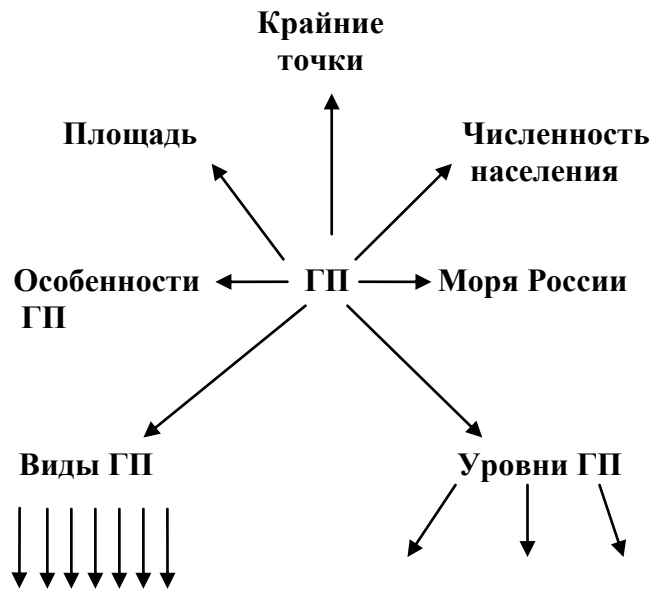 Крайние
точки
Площадь
Численность
населения
Особенности
ГП
ГП
Моря России
Виды ГП
Уровни ГП